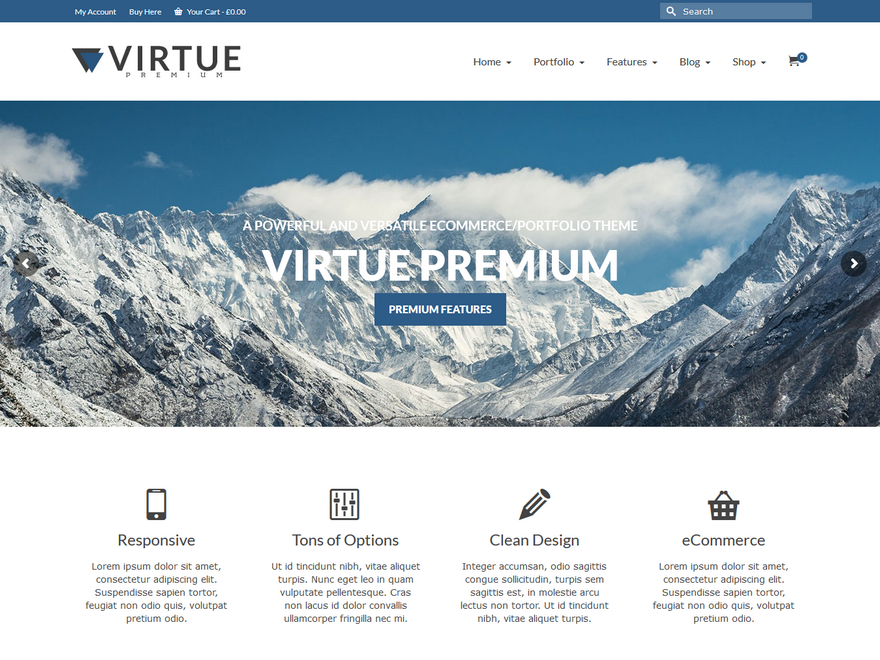 My Account Buy Here Your Cart - £0.00 Search
VIRTUE
PREMIUM
Home Portfolio Features Blog Shop 0
A POWERFUL AND VERSATILE ECOMMERCE/PORTFOLIO THEME
VIRTUE PREMIUM
PREMIUM FEATURES
Responsive
Lorem ipsum dolor sit amet,
consectetur adipiscing elit.
Suspendisse sapien tortor,
feugiat non odio quis, volutpat
pretium odio.
Tons of Options
Ut id tincidunt nibh, vitae aliquet
turpis. Nunc eget leo in quam
vulputate pellentesque. Cras
non lacus id dolor convallis
ullamcorper fringilla nec mi.
Clean Design
Integer accumsan, odio sagittis
congue sollicitudin, turpis sem
sagittis est, in molestie arcu
lectus non tortor. Ut id tincidunt
nibh, vitae aliquet turpis.
eCommerce
Lorem ipsum dolor sit amet,
consectetur adipiscing elit.
Suspendisse sapien tortor,
feugiat non odio quis, volutpat
pretium odio.